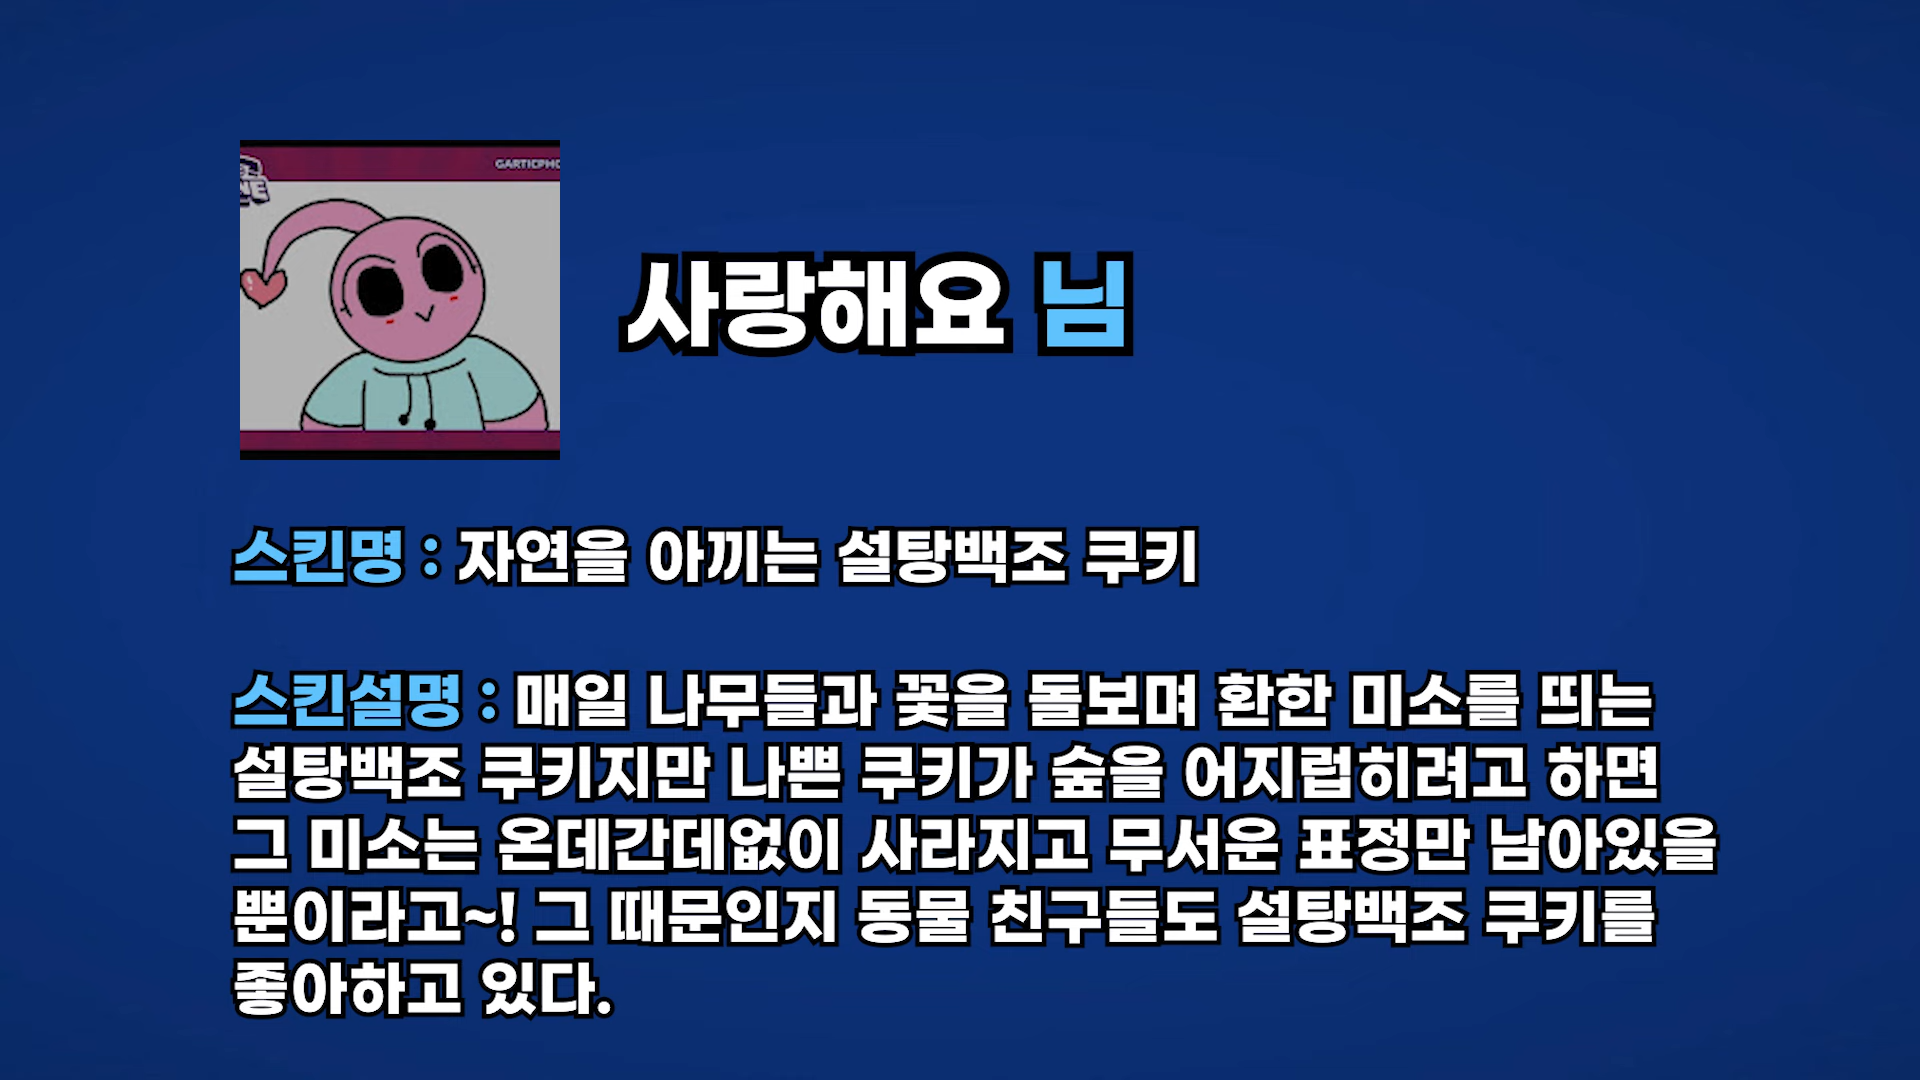 GARTICPHO
NE
사랑해요 님
스킨명 : 자연을 아끼는 설탕백조 쿠키
스킨설명 : 매일 나무들과 꽃을 돌보며 환한 미소를 띄는
설탕백조 쿠키지만 나쁜 쿠키가 숲을 어지럽히려고 하면
그 미소는 온데간데없이 사라지고 무서운 표정만 남아있을
뿐이라고~! 그 때문인지 동물 친구들도 설탕백조 쿠키를
좋아하고 있다.